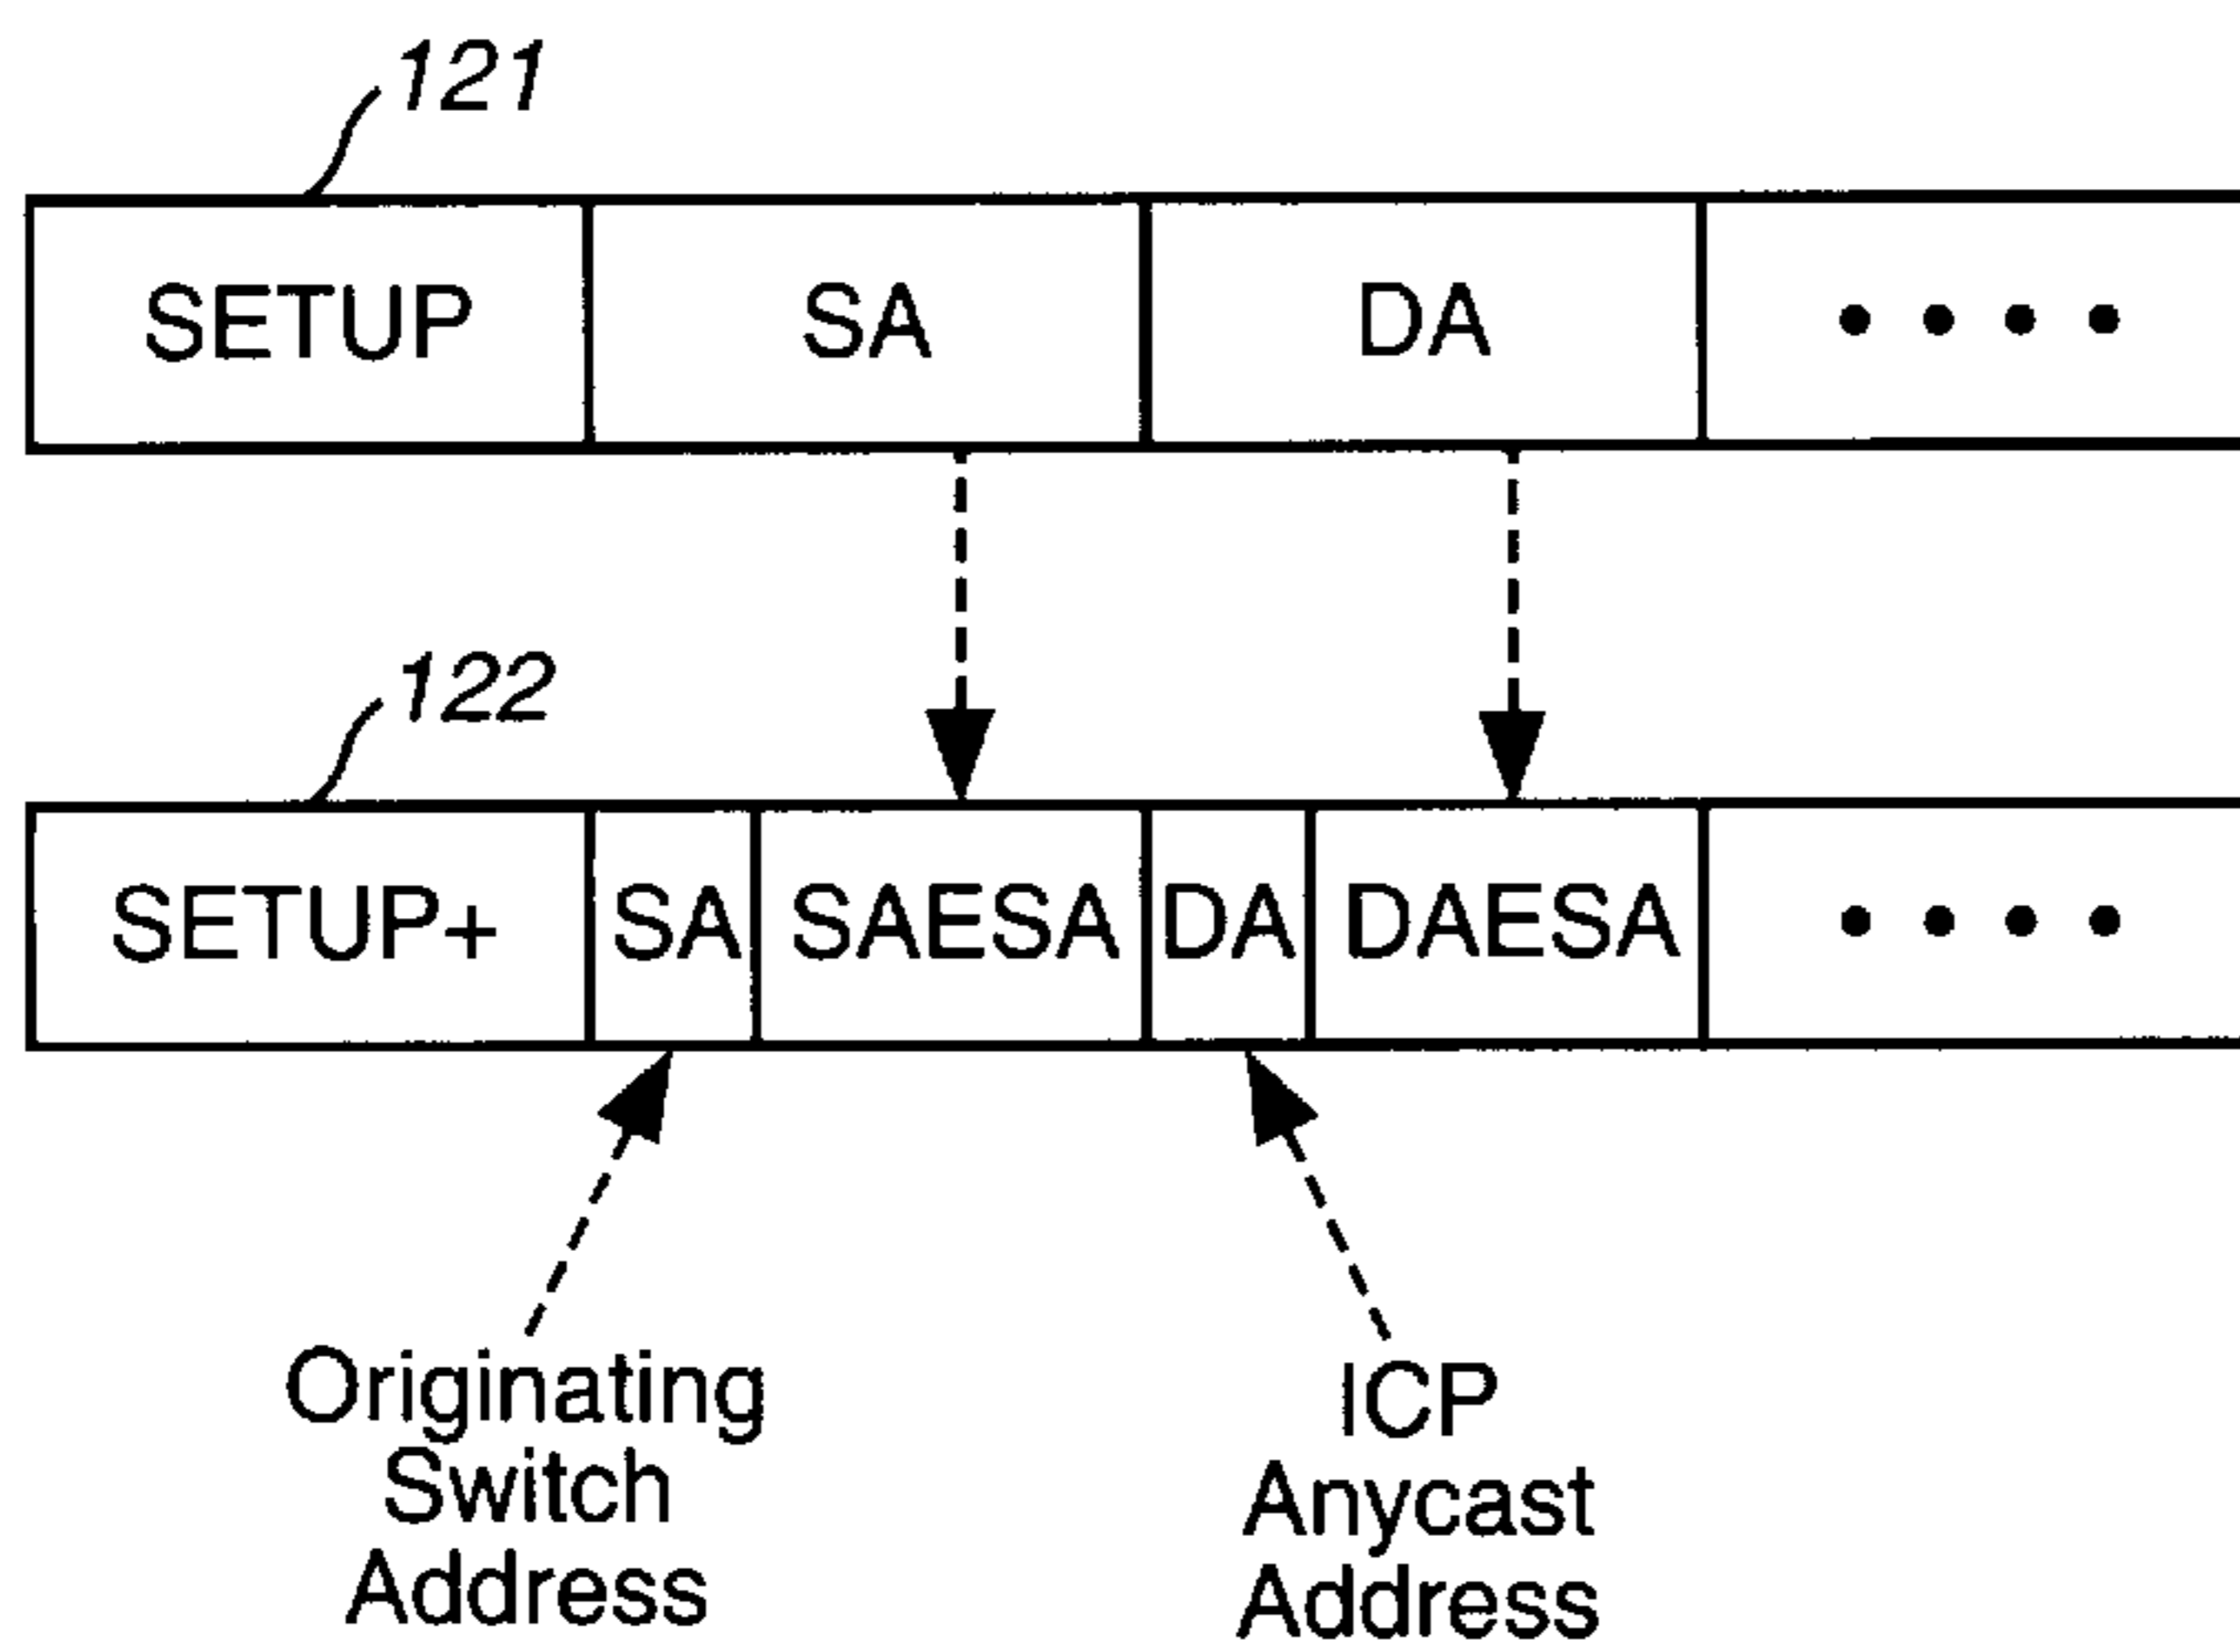 121
SETUP SA DA ••••
122
SETUP+ SA SAESA DA DAESA ••••
Originating
Switch
Address
ICP
Anycast
Address